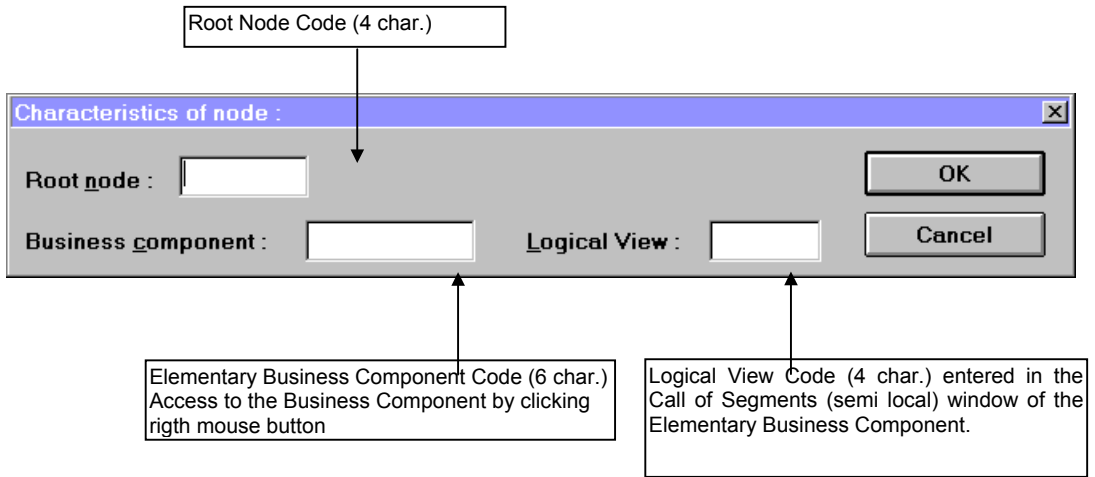 Root Node Code (4 char.)
Characteristics of node :
Root node :
OK
Business component :
Logical View :
Cancel
Elementary Business Component Code (6 char.)
Access to the Business Component by clicking
rigth mouse button
Logical View Code (4 char.) entered in the
Call of Segments (semi local) window of the
Elementary Business Component.